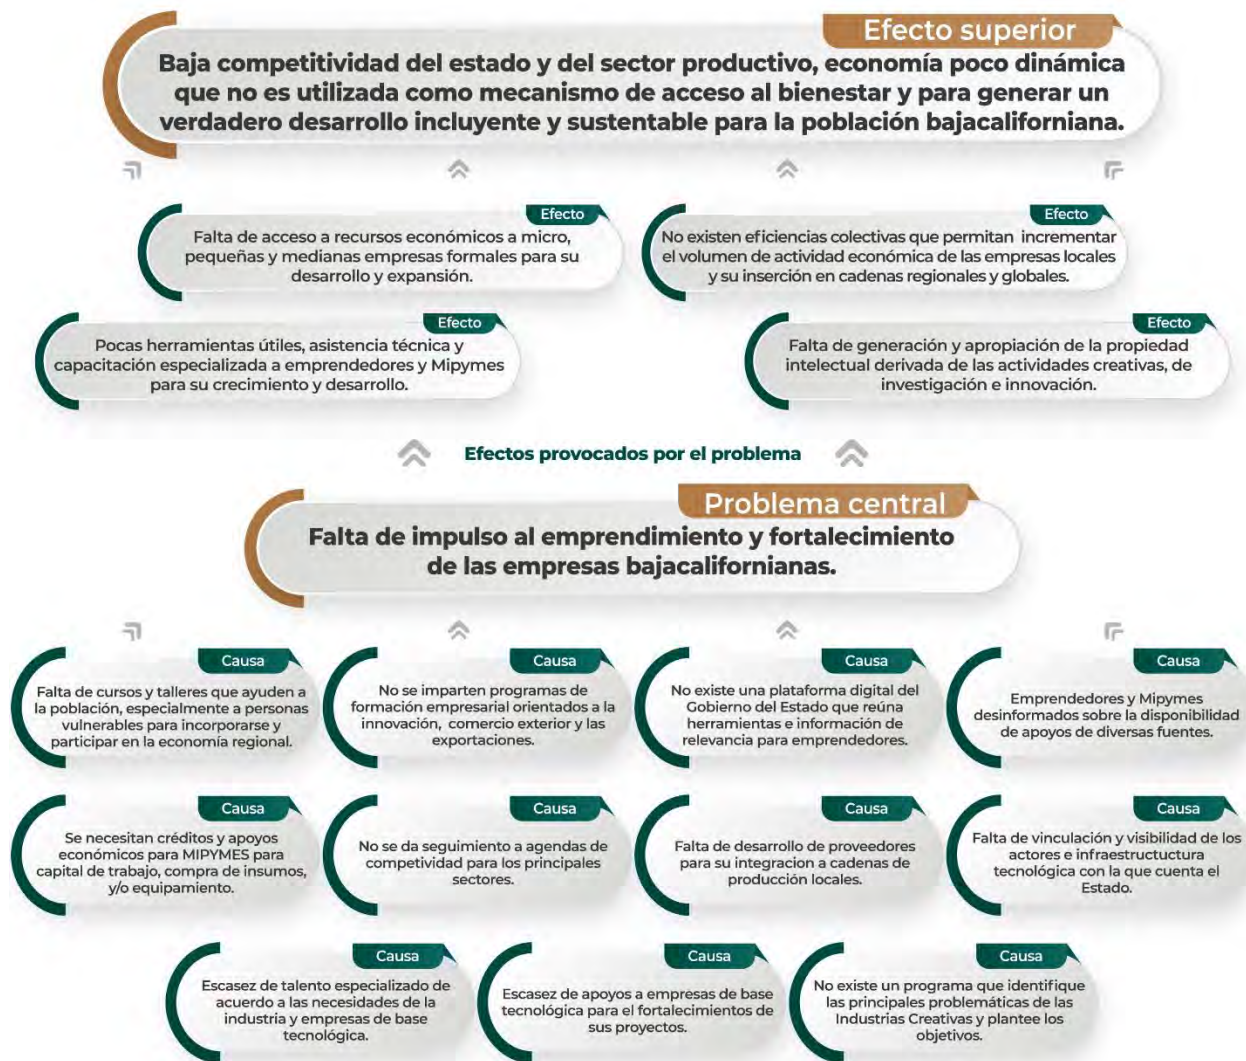 Efecto superior
Baja competitividad del estado y del sector productivo, economía poco dinámica
que no es utilizada como mecanismo de acceso al bienestar y para generar un
verdadero desarrollo incluyente y sustentable para la población bajacaliforniana.
Efecto
Falta de acceso a recursos económicos a micro,
pequeñas y medianas empresas formales para su
desarrollo y expansión.
Efecto
No existen eficiencias colectivas que permitan incrementar
el volumen de actividad económica de las empresas locales
y su inserción en cadenas regionales y globales.
Efecto
Pocas herramientas útiles, asistencia técnica y
capacitación especializada a emprendedores y Mipymes
para su crecimiento y desarrollo.
Efecto
Falta de generación y apropiación de la propiedad
intelectual derivada de las actividades creativas, de
investigación e innovación.
Efectos provocados por el problema
Problema central
Falta de impulso al emprendimiento y fortalecimiento
de las empresas bajacalifornianas.
Causa
Falta de cursos y talleres que ayuden a
la población, especialmente a personas
vulnerables para incorporarse y
participar en la economía regional.
Causa
No se imparten programas de
formación empresarial orientados a la
innovación, comercio exterior y las
exportaciones.
Causa
No existe una plataforma digital del
Gobierno del Estado que reúna
herramientas e información de
relevancia para emprendedores.
Causa
Emprendedores y Mipymes
desinformados sobre la disponibilidad
de apoyos de diversas fuentes.
Causa
Se necesitan créditos y apoyos
económicos para MIPYMES para
capital de trabajo, compra de insumos,
y/o equipamiento.
Causa
No se da seguimiento a agendas de
competividad para los principales
sectores.
Causa
Falta de desarrollo de proveedores
para su integracion a cadenas de
producción locales.
Causa
Falta de vinculación y visibilidad de los
actores e infraestructuctura
tecnológica con la que cuenta el
Estado.
Causa
Escasez de talento especializado de
acuerdo a las necesidades de la
industria y empresas de base
tecnológica.
Causa
Escasez de apoyos a empresas de base
tecnológica para el fortalecimientos de
sus proyectos.
Causa
No existe un programa que identifique
las principales problemáticas de las
Industrias Creativas y plantee los
objetivos.